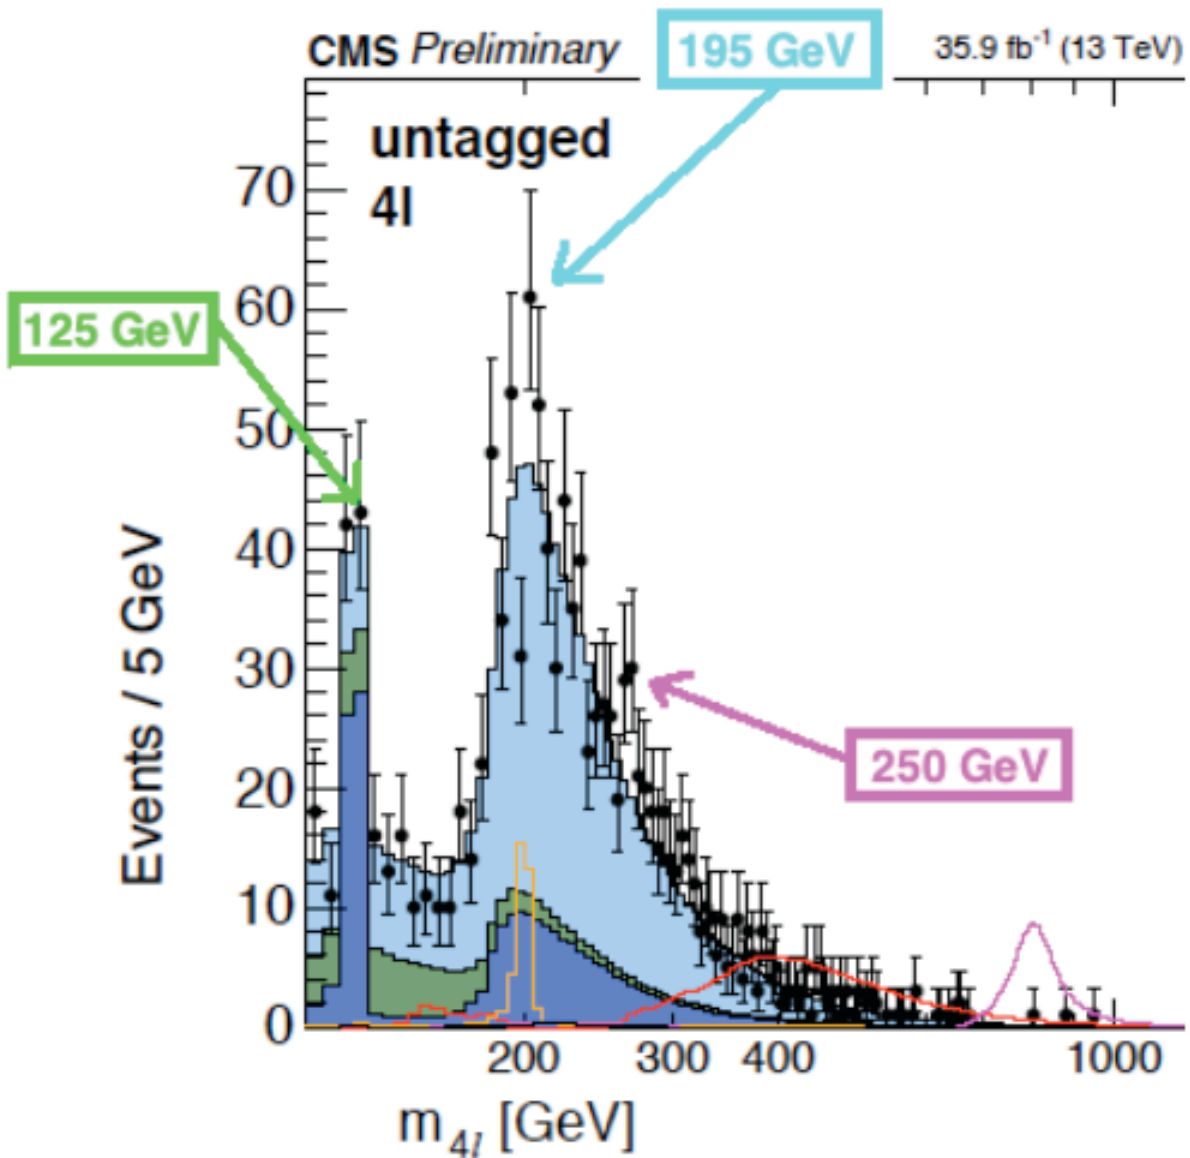 CMS Preliminary
195 GeV
35.9 fb⁻¹ (13 TeV)
untagged
4l
125 GeV
250 GeV
Events / 5 GeV
70
60
50
40
30
20
10
0
200 300 400 1000
m4l [GeV]